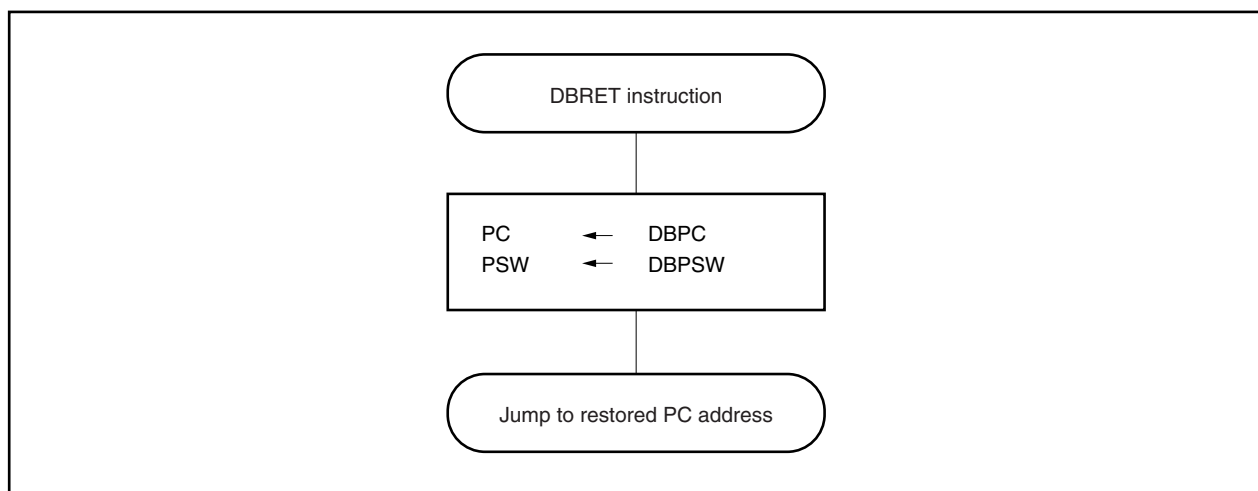 DBRET instruction
PC ← DBPC
PSW ← DBPSW
Jump to restored PC address